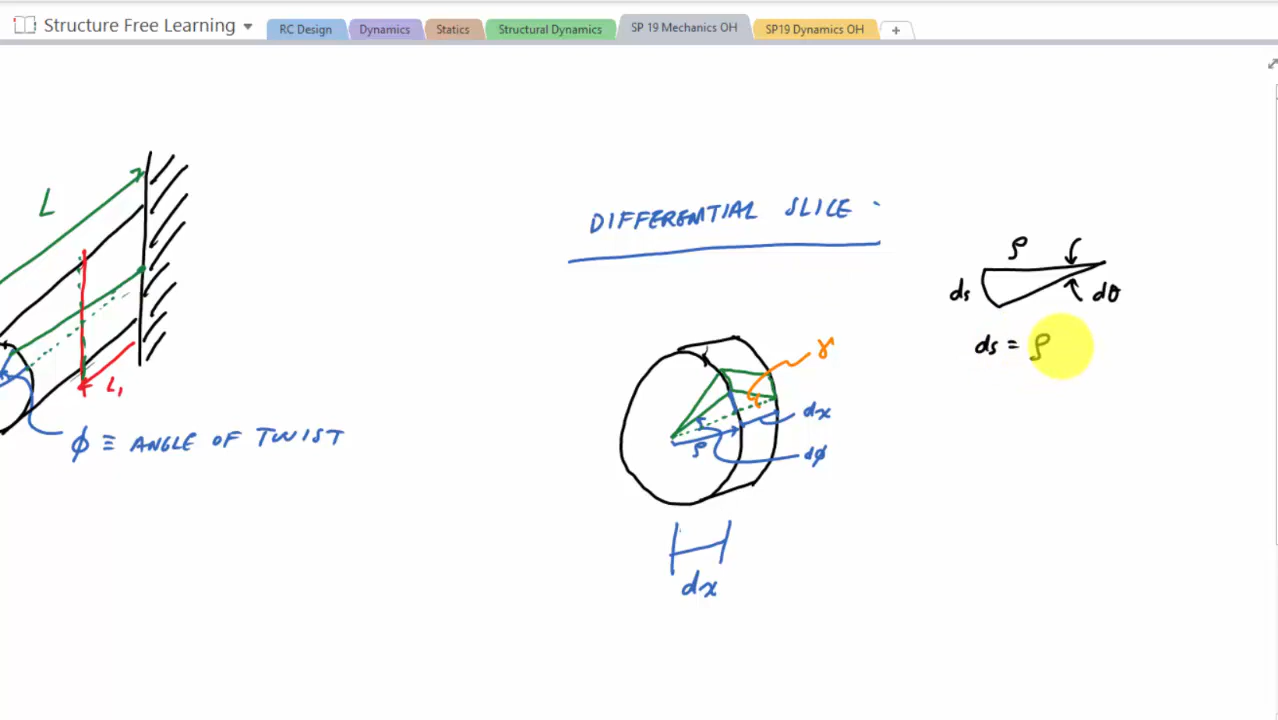 Structure Free Learning
RC Design
Dynamics
Statics
Structural Dynamics
SP 19 Mechanics OH
SP19 Dynamics OH
+
L
L₁
ϕ ≡ ANGLE OF TWIST
DIFFERENTIAL SLICE
γ
dx
dϕ
ρ
dx
ρ
ds
dθ
ds = ρ